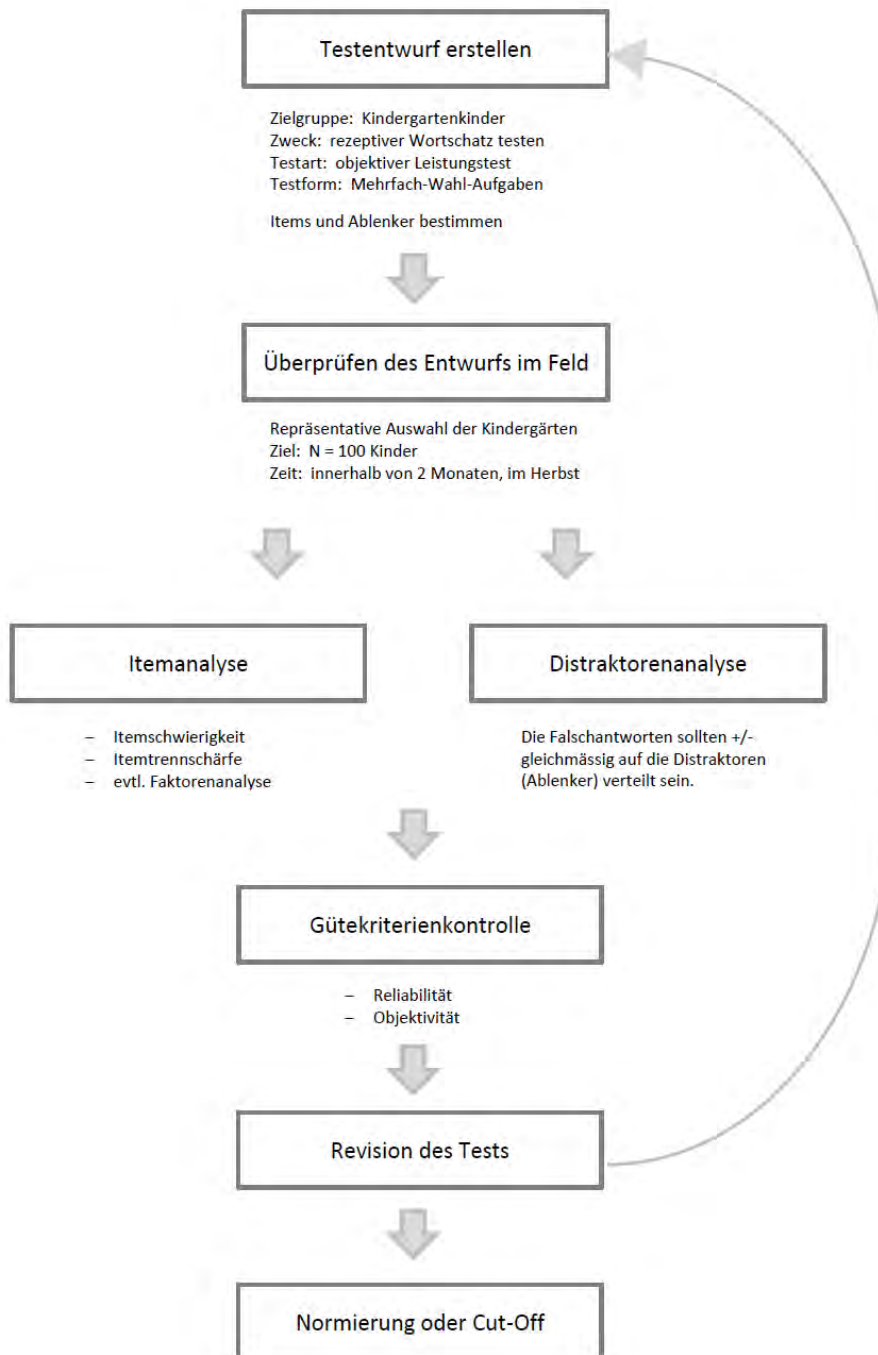 Testentwurf erstellen
Zielgruppe: Kindergartenkinder
Zweck: rezeptiver Wortschatz testen
Testart: objektiver Leistungstest
Testform: Mehrfach-Wahl-Aufgaben
Items und Ablenker bestimmen
Überprüfen des Entwurfs im Feld
Repräsentative Auswahl der Kindergärten
Ziel: N = 100 Kinder
Zeit: innerhalb von 2 Monaten, im Herbst
Itemanalyse
– Itemschwierigkeit
– Itemtrennschärfe
– evtl. Faktorenanalyse
Distraktorenanalyse
Die Falschantworten sollten +/-
gleichmässig auf die Distraktoren
(Ablenker) verteilt sein.
Gütekriterienkontrolle
– Reliabilität
– Objektivität
Revision des Tests
Normierung oder Cut-Off